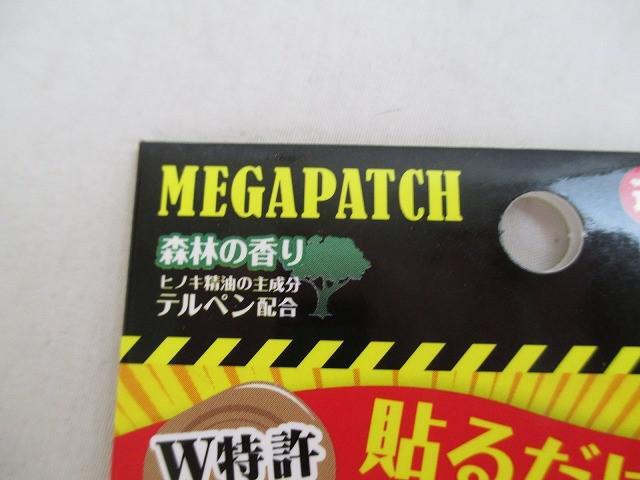 MEGAPATCH
森林の香り
ヒノキ精油の主成分
テルペン配合
W特許
貼るだけ